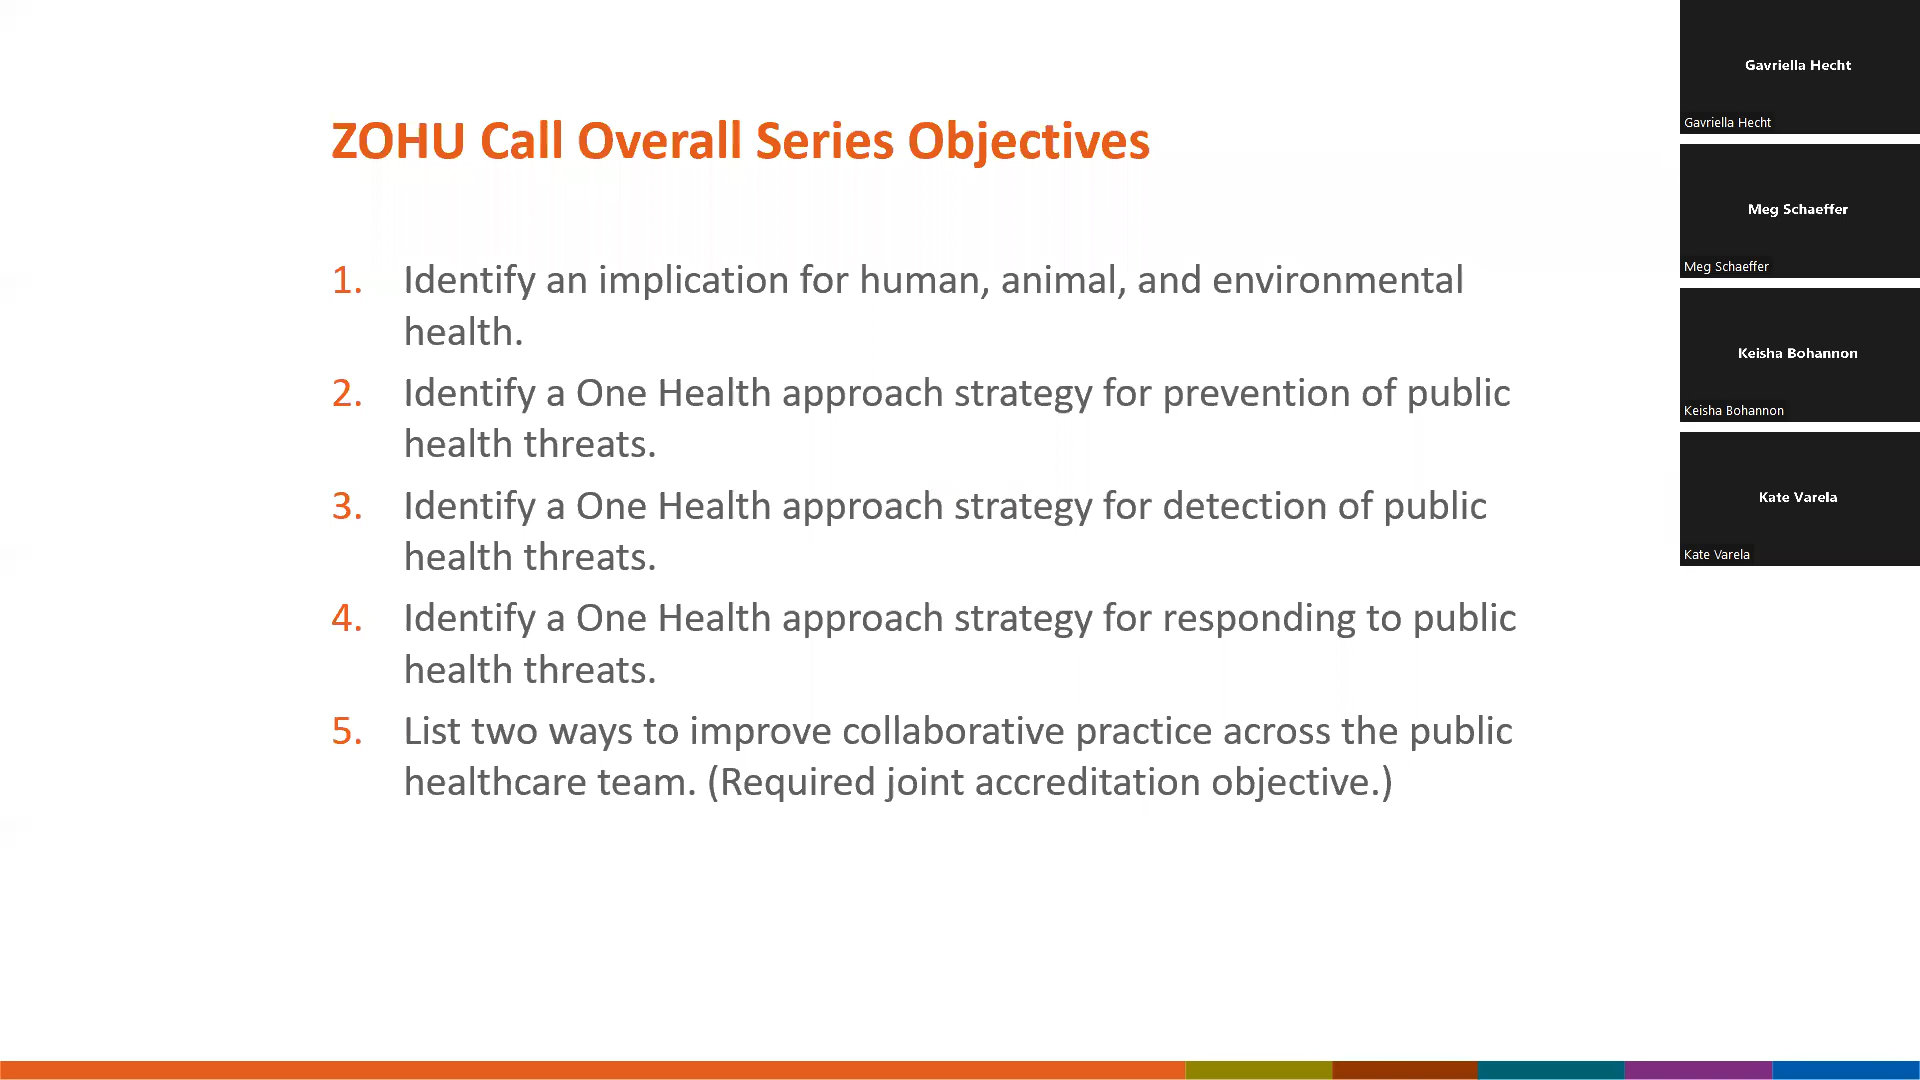 ZOHU Call Overall Series Objectives
1. Identify an implication for human, animal, and environmental
health.
2. Identify a One Health approach strategy for prevention of public
health threats.
3. Identify a One Health approach strategy for detection of public
health threats.
4. Identify a One Health approach strategy for responding to public
health threats.
5. List two ways to improve collaborative practice across the public
healthcare team. (Required joint accreditation objective.)
Gavriella Hecht
Gavriella Hecht
Meg Schaeffer
Meg Schaeffer
Keisha Bohannon
Keisha Bohannon
Kate Varela
Kate Varela